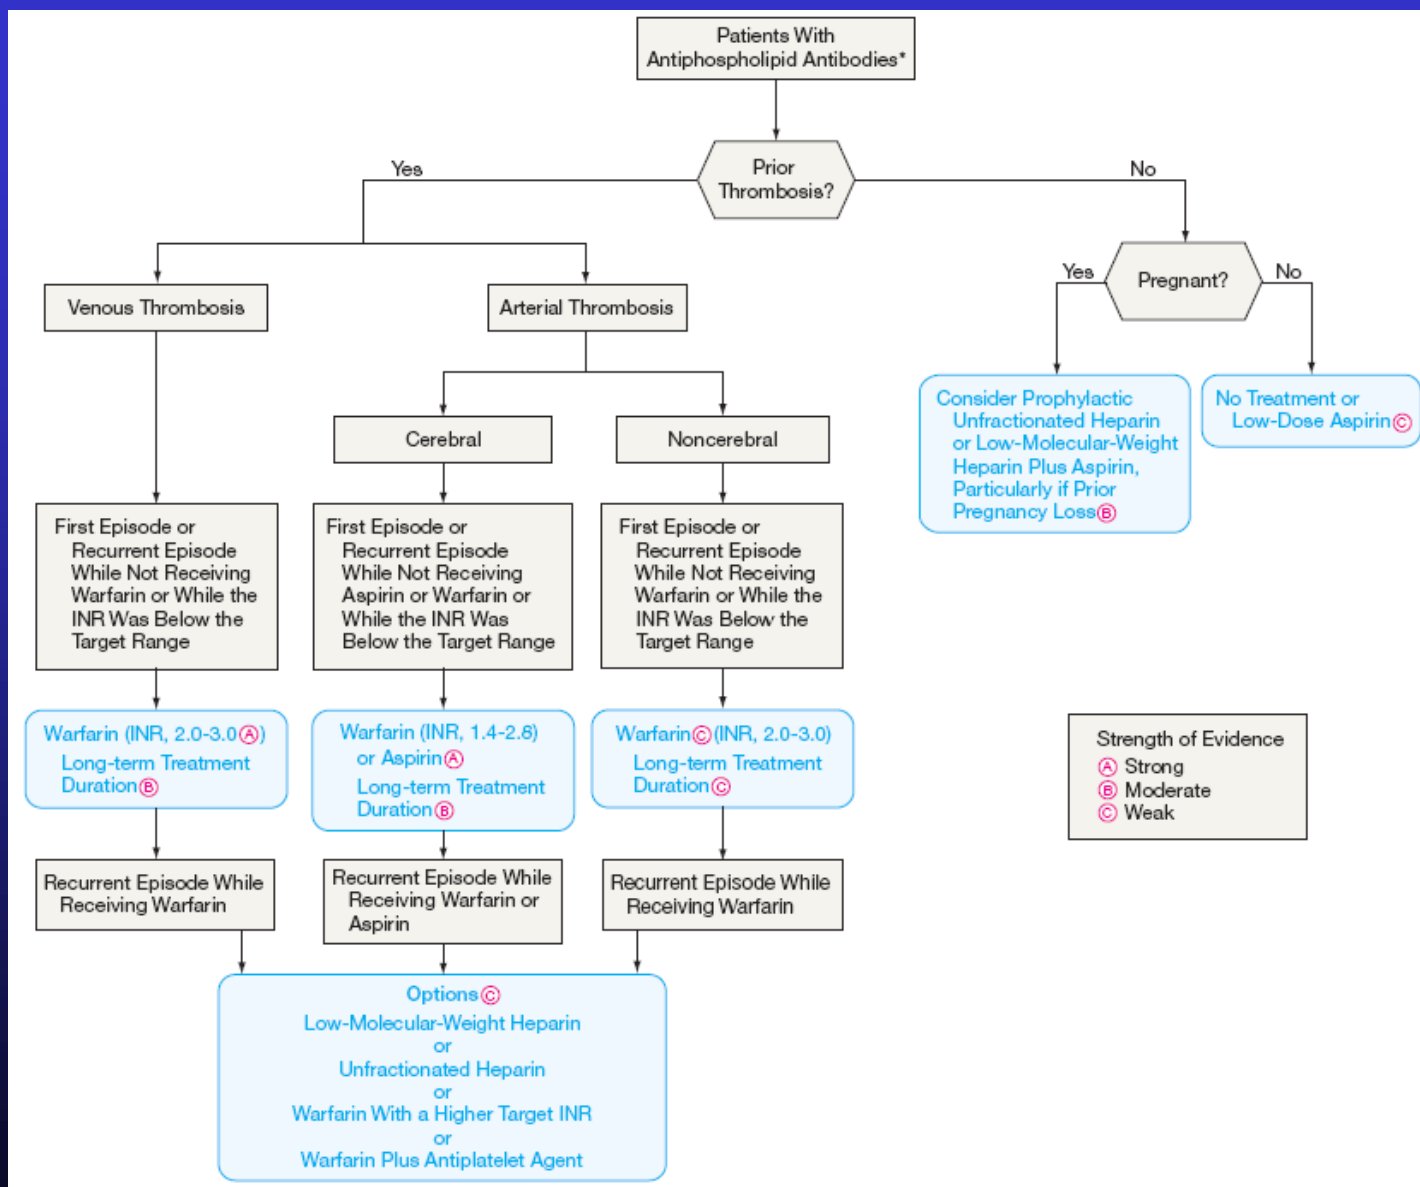 Patients With
Antiphospholipid Antibodies*
Prior
Thrombosis?
Yes
No
Pregnant?
Yes
No
Venous Thrombosis
Arterial Thrombosis
Consider Prophylactic
Unfractionated Heparin
or Low-Molecular-Weight
Heparin Plus Aspirin,
Particularly if Prior
Pregnancy Loss Ⓑ
No Treatment or
Low-Dose Aspirin Ⓒ
Cerebral
Noncerebral
First Episode or
Recurrent Episode
While Not Receiving
Warfarin or While the
INR Was Below the
Target Range
First Episode or
Recurrent Episode
While Not Receiving
Aspirin or Warfarin or
While the INR Was
Below the Target Range
First Episode or
Recurrent Episode
While Not Receiving
Warfarin or While the
INR Was Below the
Target Range
Warfarin (INR, 2.0-3.0 Ⓐ)
Long-term Treatment
Duration Ⓑ
Warfarin (INR, 1.4-2.8)
or Aspirin Ⓐ
Long-term Treatment
Duration Ⓑ
Warfarin Ⓒ (INR, 2.0-3.0)
Long-term Treatment
Duration Ⓒ
Strength of Evidence
Ⓐ Strong
Ⓑ Moderate
Ⓒ Weak
Recurrent Episode While
Receiving Warfarin
Recurrent Episode While
Receiving Warfarin or
Aspirin
Recurrent Episode While
Receiving Warfarin
Options Ⓒ
Low-Molecular-Weight Heparin
or
Unfractionated Heparin
or
Warfarin With a Higher Target INR
or
Warfarin Plus Antiplatelet Agent